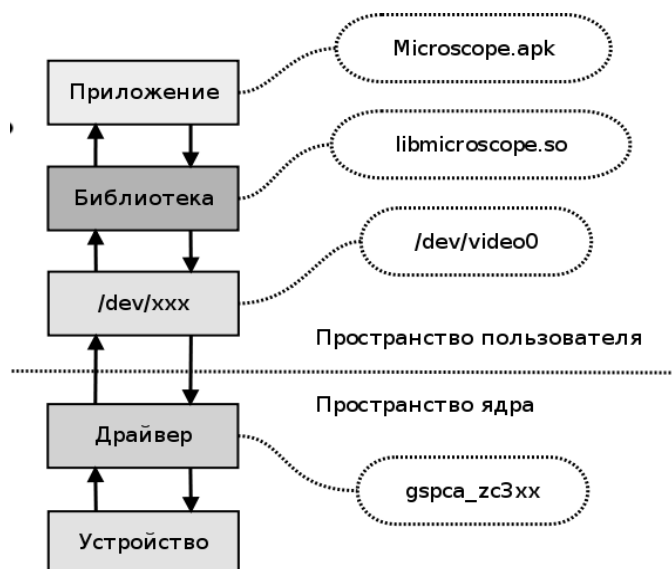 Microscope.apk
Приложение
libmicroscope.so
Библиотека
/dev/video0
/dev/xxx
Пространство пользователя
Пространство ядра
Драйвер
gspca_zc3xx
Устройство